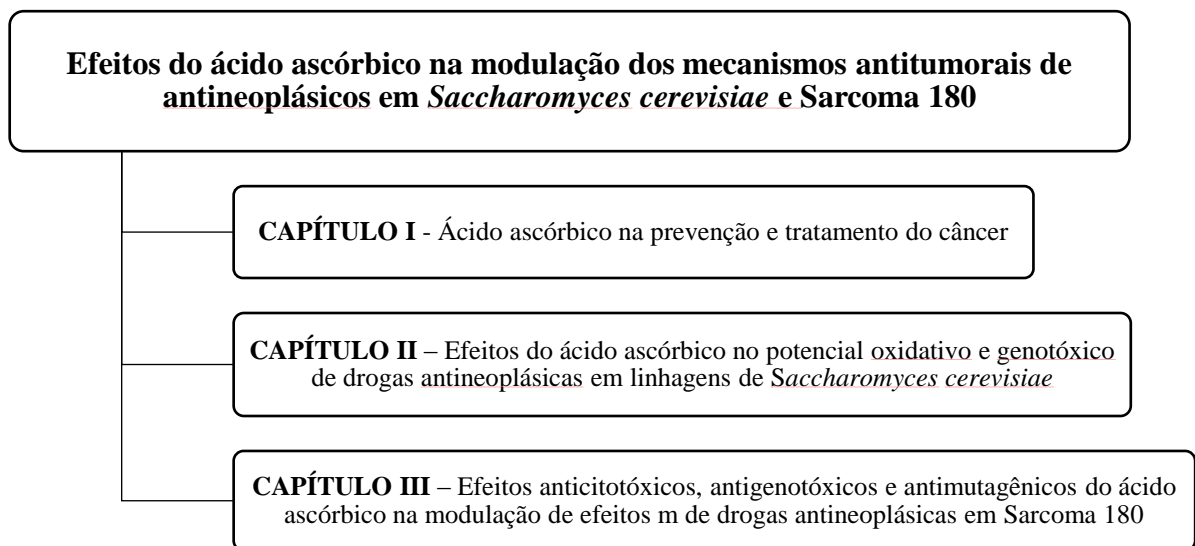 Efeitos do ácido ascórbico na modulação dos mecanismos antitumorais de
antineoplásicos em Saccharomyces cerevisiae e Sarcoma 180
CAPÍTULO I - Ácido ascórbico na prevenção e tratamento do câncer
CAPÍTULO II – Efeitos do ácido ascórbico no potencial oxidativo e genotóxico
de drogas antineoplásicas em linhagens de Saccharomyces cerevisiae
CAPÍTULO III – Efeitos anticitotóxicos, antigenotóxicos e antimutagênicos do ácido
ascórbico na modulação de efeitos m de drogas antineoplásicas em Sarcoma 180